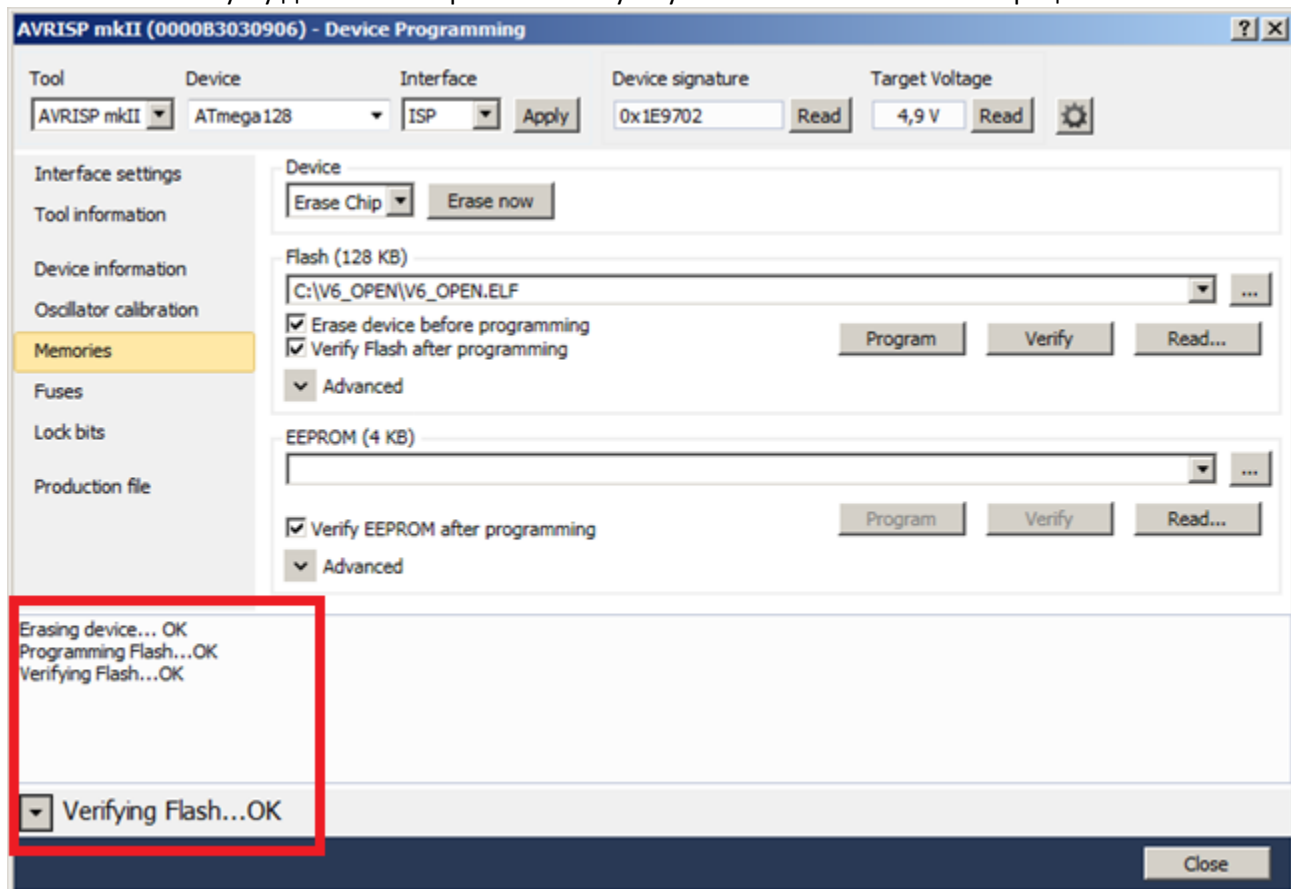 AVRISP mkII (0000B3030906) - Device Programming
Tool Device Interface Device signature Target Voltage
AVRISP mkII ATmega128 ISP Apply 0x1E9702 Read 4,9 V Read
Interface settings
Tool information
Device information
Oscillator calibration
Memories
Fuses
Lock bits
Production file
Device
Erase Chip Erase now
Flash (128 KB)
C:\V6_OPEN\V6_OPEN.ELF ...
Erase device before programming
Verify Flash after programming
Program Verify Read...
Advanced
EEPROM (4 KB)
...
Verify EEPROM after programming
Program Verify Read...
Advanced
Erasing device... OK
Programming Flash...OK
Verifying Flash...OK
Verifying Flash...OK
Close